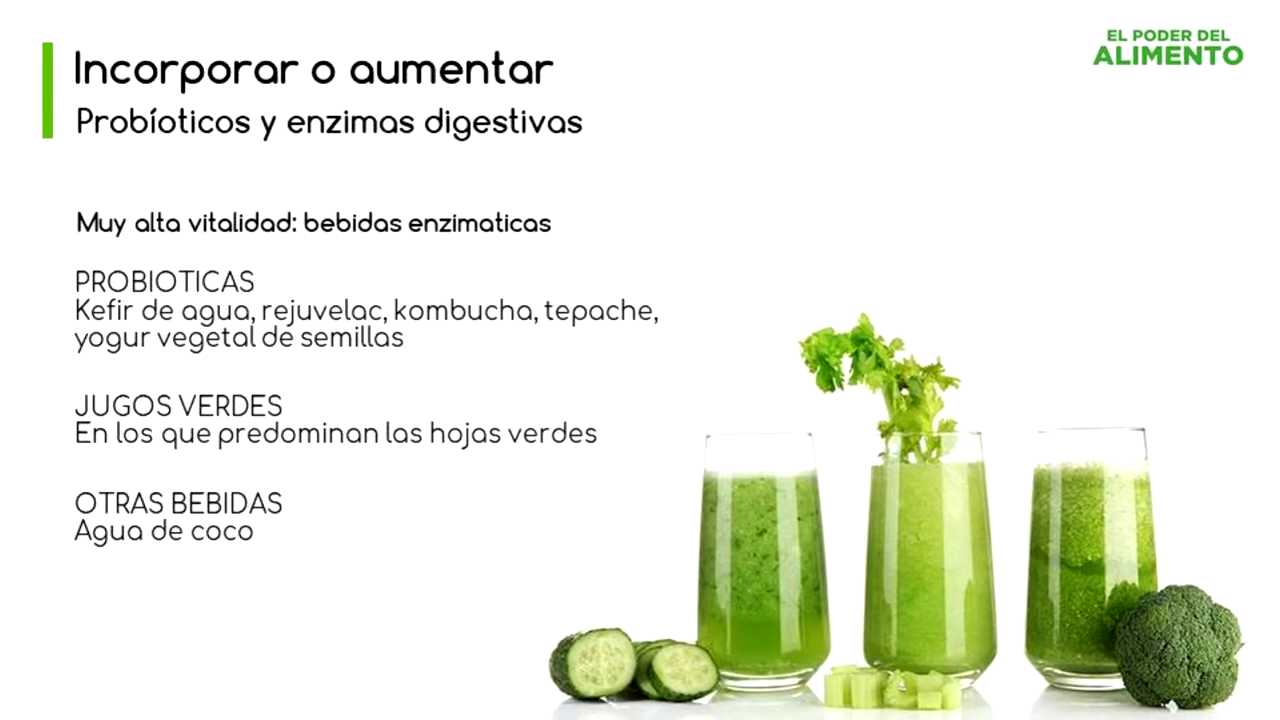 Incorporar o aumentar
EL PODER DEL
ALIMENTO
Probíoticos y enzimas digestivas
Muy alta vitalidad: bebidas enzimaticas
PROBIOTICAS
Kefir de agua, rejuvelac, kombucha, tepache,
yogur vegetal de semillas
JUGOS VERDES
En los que predominan las hojas verdes
OTRAS BEBIDAS
Agua de coco